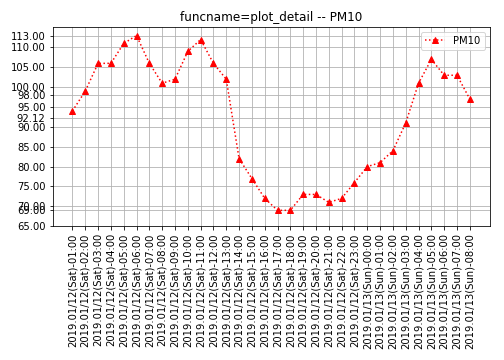 funcname=plot_detail -- PM10
PM10
113.00
110.00
105.00
100.00
98.00
95.00
92.12
90.00
85.00
80.00
75.00
70.00
69.00
65.00
2019.01/12(Sat)-01:00
2019.01/12(Sat)-02:00
2019.01/12(Sat)-03:00
2019.01/12(Sat)-04:00
2019.01/12(Sat)-05:00
2019.01/12(Sat)-06:00
2019.01/12(Sat)-07:00
2019.01/12(Sat)-08:00
2019.01/12(Sat)-09:00
2019.01/12(Sat)-10:00
2019.01/12(Sat)-11:00
2019.01/12(Sat)-12:00
2019.01/12(Sat)-13:00
2019.01/12(Sat)-14:00
2019.01/12(Sat)-15:00
2019.01/12(Sat)-16:00
2019.01/12(Sat)-17:00
2019.01/12(Sat)-18:00
2019.01/12(Sat)-19:00
2019.01/12(Sat)-20:00
2019.01/12(Sat)-21:00
2019.01/12(Sat)-22:00
2019.01/12(Sat)-23:00
2019.01/13(Sun)-00:00
2019.01/13(Sun)-01:00
2019.01/13(Sun)-02:00
2019.01/13(Sun)-03:00
2019.01/13(Sun)-04:00
2019.01/13(Sun)-05:00
2019.01/13(Sun)-06:00
2019.01/13(Sun)-07:00
2019.01/13(Sun)-08:00